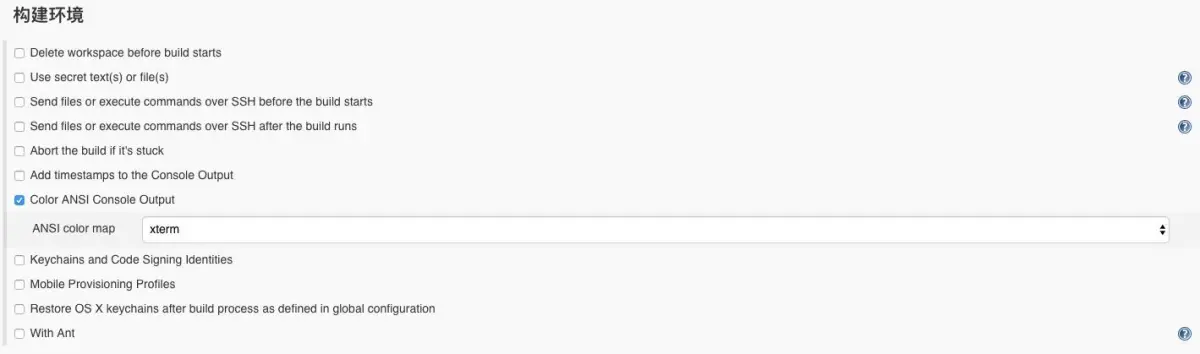 构建环境
Delete workspace before build starts
Use secret text(s) or file(s)
Send files or execute commands over SSH before the build starts
Send files or execute commands over SSH after the build runs
Abort the build if it's stuck
Add timestamps to the Console Output
Color ANSI Console Output
ANSI color map xterm
Keychains and Code Signing Identities
Mobile Provisioning Profiles
Restore OS X keychains after build process as defined in global configuration
With Ant